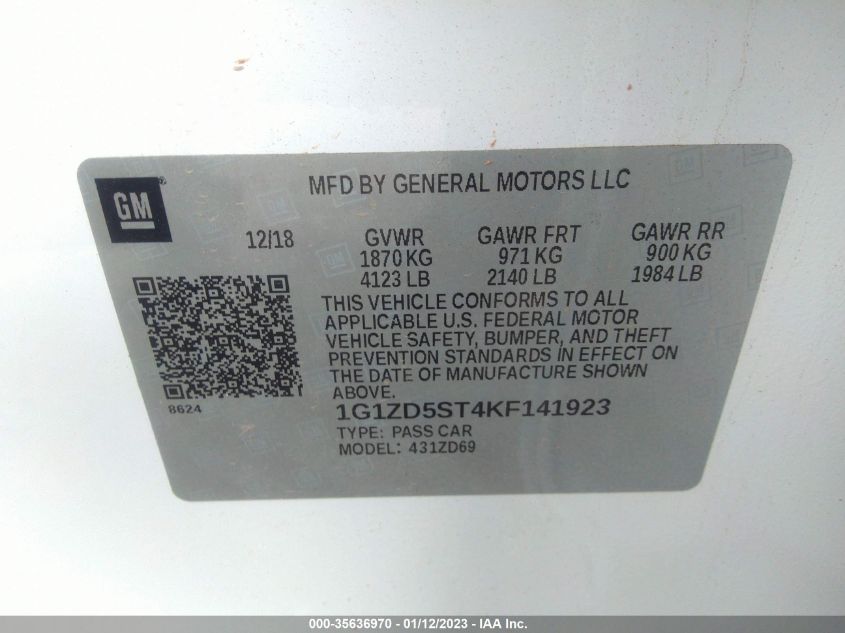 MFD BY GENERAL MOTORS LLC
GM®
12/18 GVWR GAWR FRT GAWR RR
1870 KG 971 KG 900 KG
4123 LB 2140 LB 1984 LB
THIS VEHICLE CONFORMS TO ALL
APPLICABLE U.S. FEDERAL MOTOR
VEHICLE SAFETY, BUMPER, AND THEFT
PREVENTION STANDARDS IN EFFECT ON
THE DATE OF MANUFACTURE SHOWN
ABOVE.
8624
1G1ZD5ST4KF141923
TYPE: PASS CAR
MODEL: 431ZD69
000-35636970 - 01/12/2023 - IAA Inc.